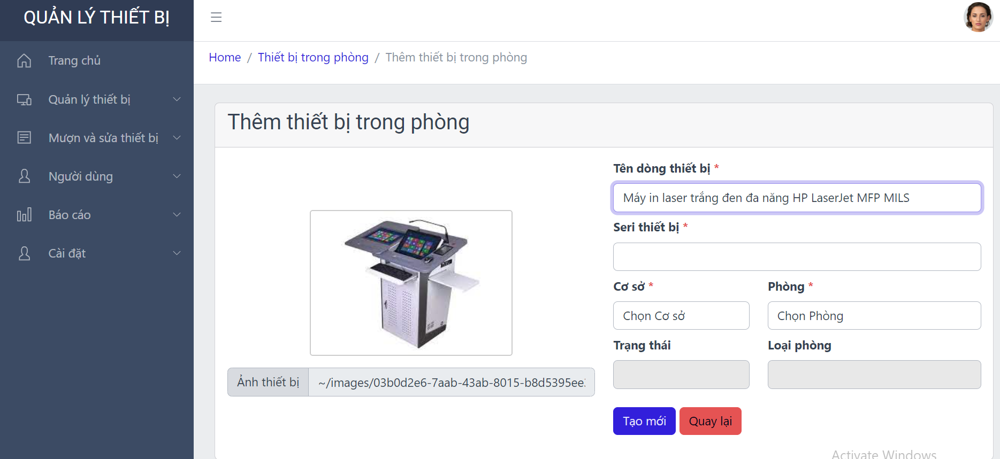 QUẢN LÝ THIẾT BỊ
Trang chủ
Quản lý thiết bị
Mượn và sửa thiết bị
Người dùng
Báo cáo
Cài đặt
Home / Thiết bị trong phòng / Thêm thiết bị trong phòng
Thêm thiết bị trong phòng
Tên dòng thiết bị *
Máy in laser trắng đen đa năng HP LaserJet MFP MILS
Seri thiết bị *
Cơ sở * Phòng *
Chọn Cơ sở Chọn Phòng
Trạng thái Loại phòng
Ảnh thiết bị ~/images/03b0d2e6-7aab-43ab-8015-b8d5395ee
Tạo mới Quay lại
Activate Windows